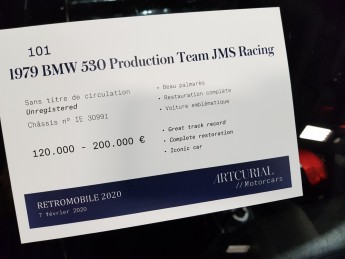 101
1979 BMW 530 Production Team JMS Racing
Sans titre de circulation
Unregistered
Châssis n° IE 30991
120.000 - 200.000 €
• Beau palmarès
• Restauration complète
• Voiture emblématique
• Great track record
• Complete restoration
• Iconic car
RETROMOBILE 2020
7 février 2020
ARTCURIAL
// Motorcars